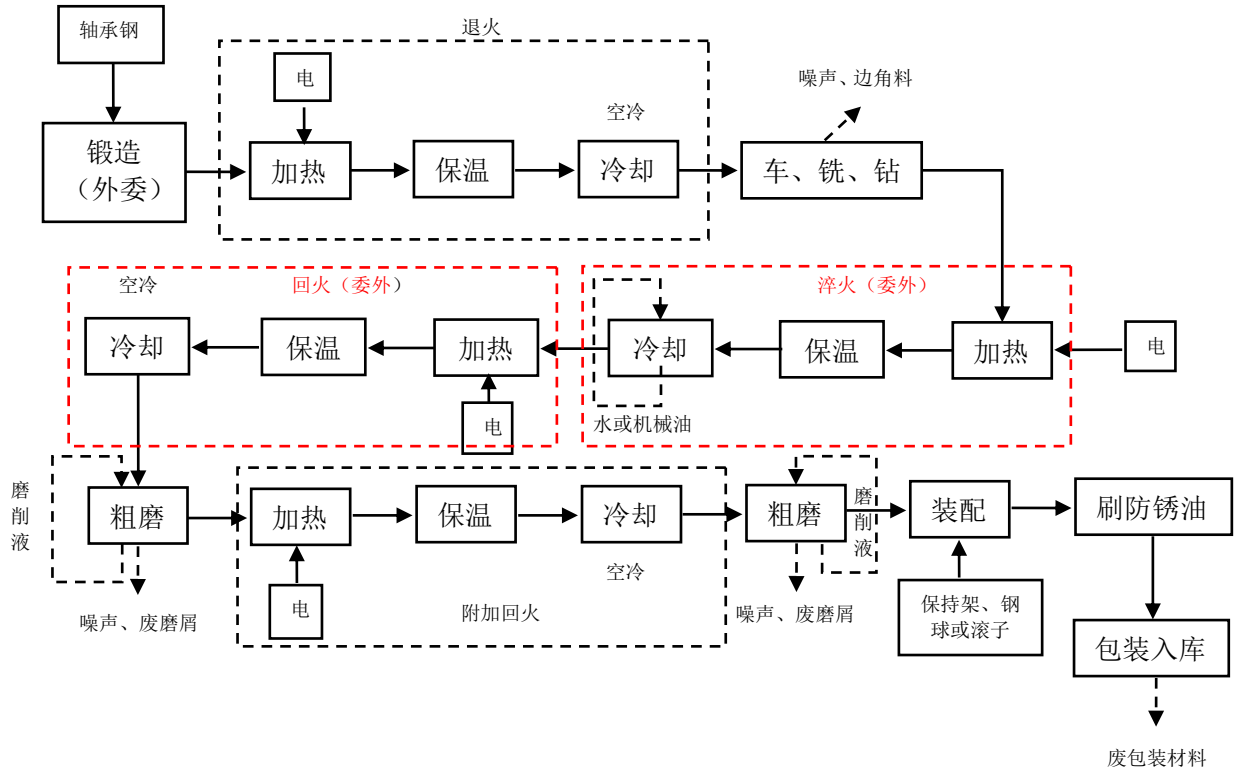 轴承钢
退火
电
噪声、边角料
空冷
锻造
（外委）
加热
保温
冷却
车、铣、钻
空冷
回火（委外）
淬火（委外）
冷却
保温
加热
冷却
保温
加热
电
电
水或机械油
磨
削
液
粗磨
加热
保温
冷却
粗磨
磨
削
液
装配
刷防锈油
空冷
电
附加回火
噪声、废磨屑
噪声、废磨屑
保持架、钢
球或滚子
包装入库
废包装材料